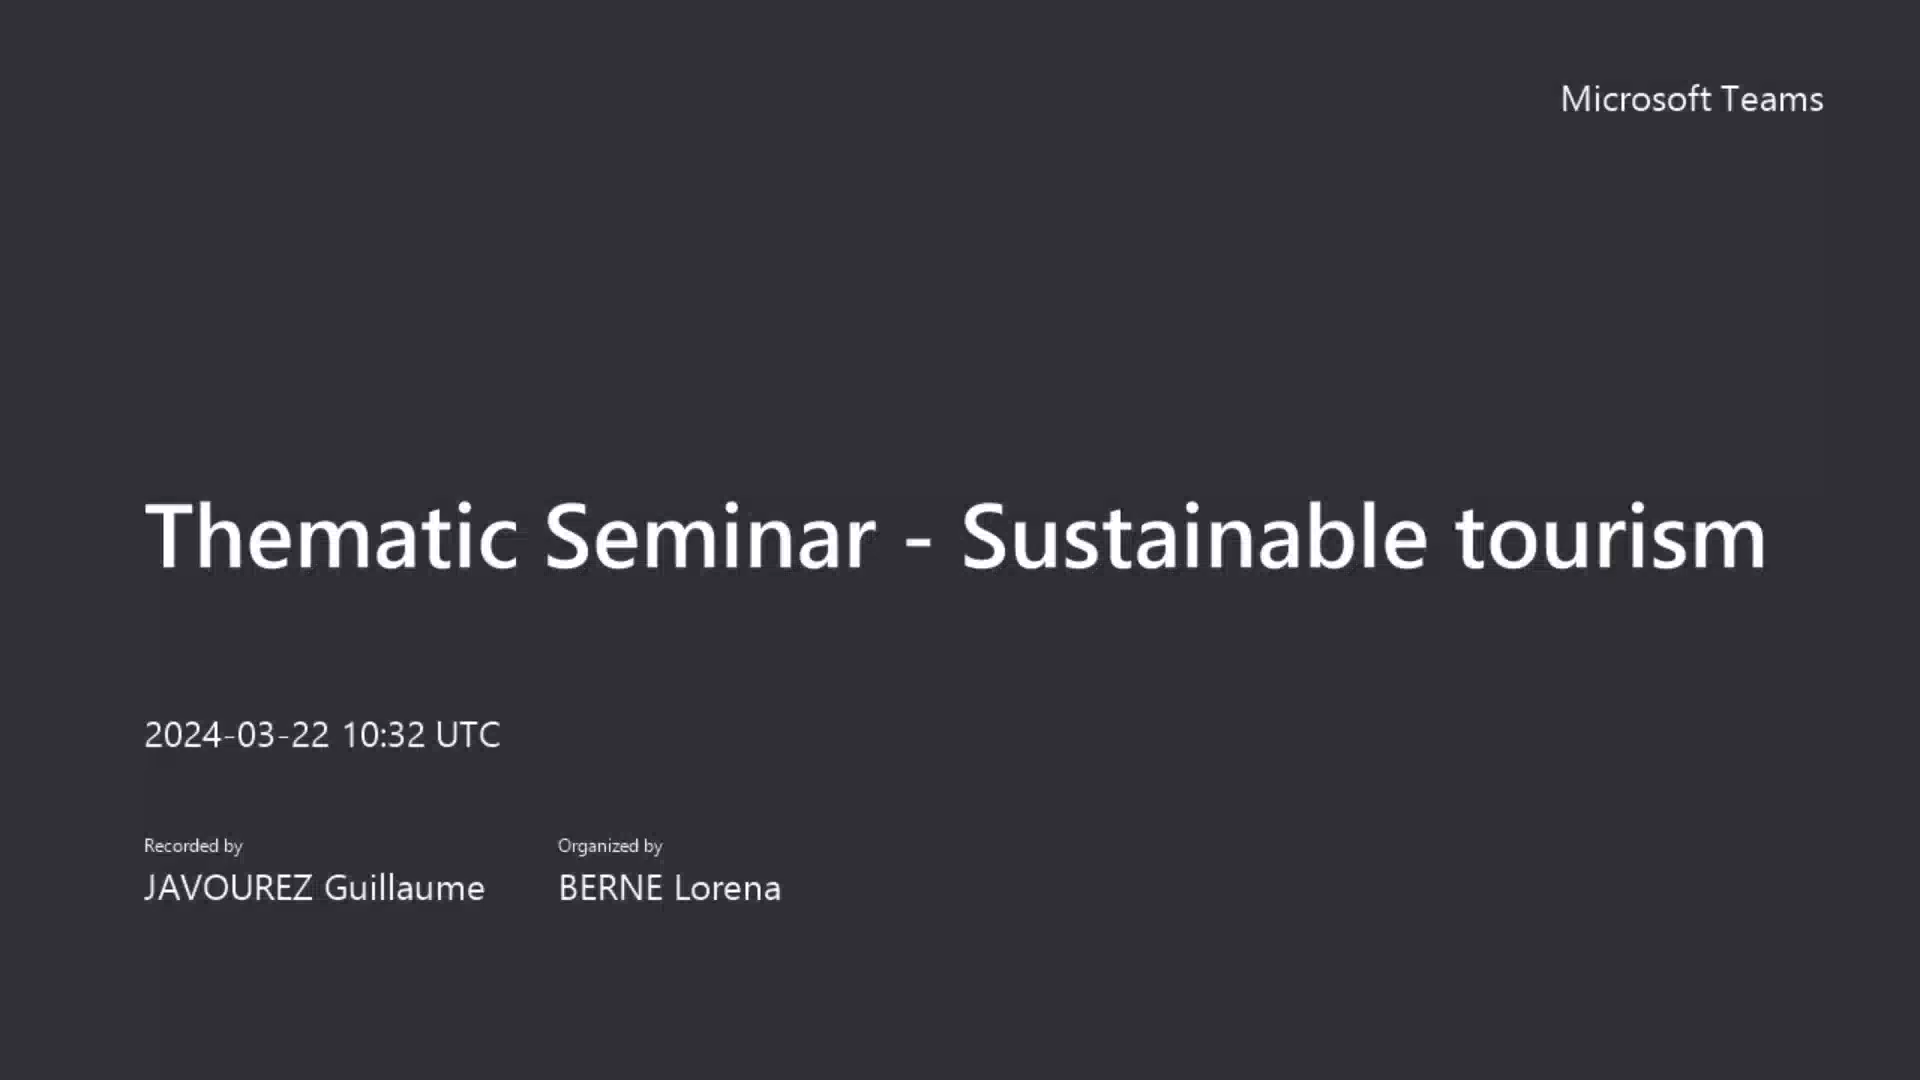 Microsoft Teams
Thematic Seminar - Sustainable tourism
2024-03-22 10:32 UTC
Recorded by
JAVOUREZ Guillaume
Organized by
BERNE Lorena